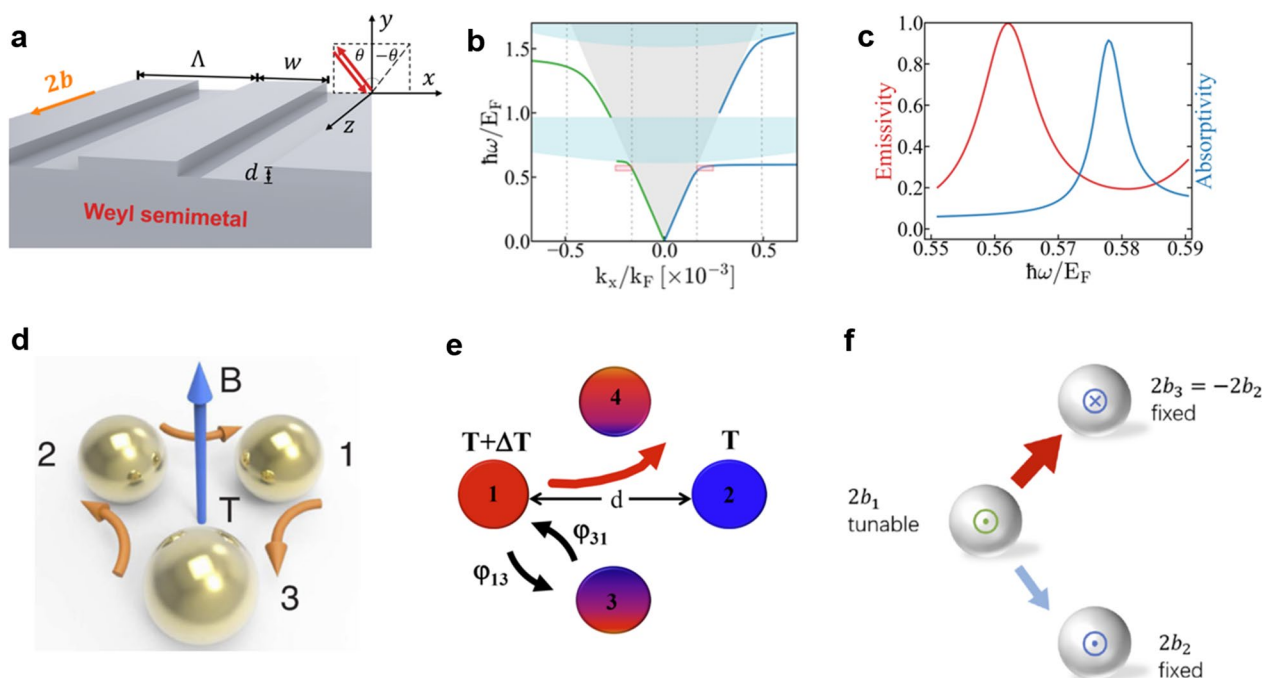 a
2b
Λ
w
y
θ
-θ
x
z
d
Weyl semimetal
b
ħω/E_F
1.5
1.0
0.5
0.0
−0.5
0.0
0.5
k_x/k_F [×10^−3]
c
Emissivity
1.0
0.8
0.6
0.4
0.2
0.0
0.55
0.56
0.57
0.58
0.59
ħω/E_F
Absorptivity
d
B
2
1
T
3
e
4
T+ΔT
T
1
d
2
φ31
φ13
3
f
2b_3 = −2b_2
fixed
2b_1
tunable
2b_2
fixed